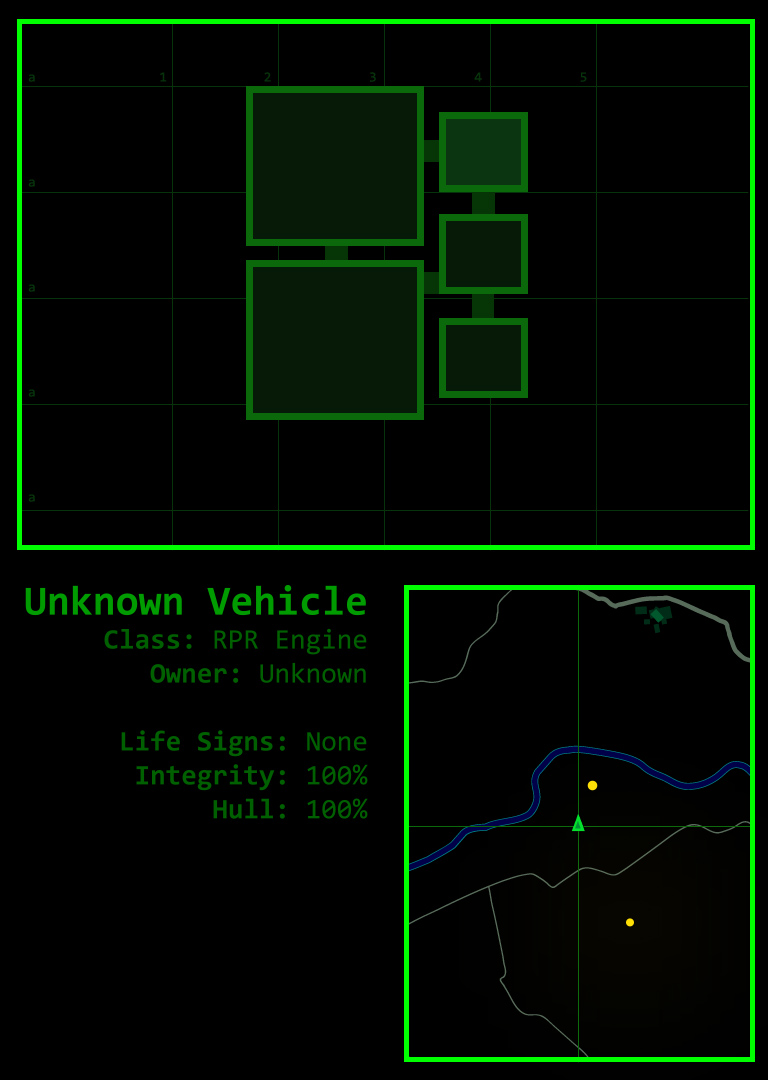 a 1 2 3 4 5
a
a
a
a
Unknown Vehicle
Class: RPR Engine
Owner: Unknown
Life Signs: None
Integrity: 100%
Hull: 100%